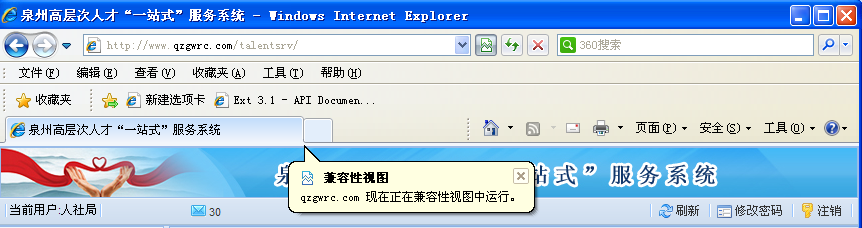 泉州高层次人才“一站式”服务系统 - Windows Internet Explorer
http://www.qzgwrc.com/talentsrv/ 360搜索
文件(F) 编辑(E) 查看(V) 收藏夹(A) 工具(T) 帮助(H)
收藏夹 新建选项卡 Ext 3.1 - API Documen...
泉州高层次人才“一站式”服务系统 页面(P) 安全(S) 工具(O)
泉 站式”服务系统
兼容性视图
qzgwrc.com 现在正在兼容性视图中运行。
当前用户:人社局 30 刷新 修改密码 注销